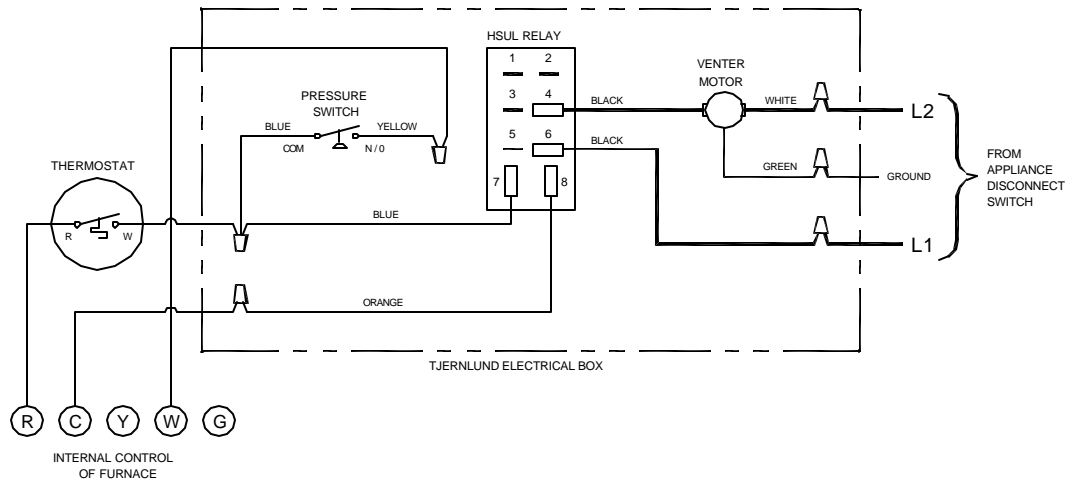 HSUL RELAY
1 2
3 4
5 6
7 8
VENTER
MOTOR
BLACK
WHITE
L2
PRESSURE
SWITCH
BLUE
YELLOW
COM
N / 0
BLACK
GREEN
GROUND
FROM
APPLIANCE
DISCONNECT
SWITCH
THERMOSTAT
R W
BLUE
L1
ORANGE
TJERNLUND ELECTRICAL BOX
R C Y W G
INTERNAL CONTROL
OF FURNACE